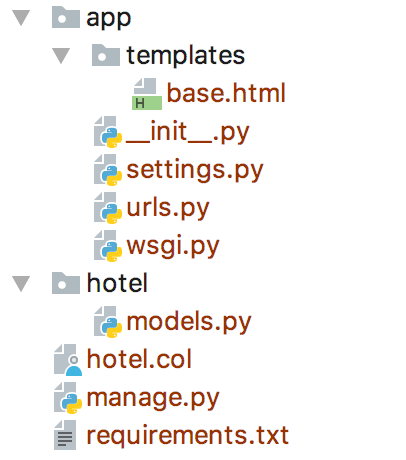 app
templates
H base.html
__init__.py
settings.py
urls.py
wsgi.py
hotel
models.py
hotel.col
manage.py
requirements.txt